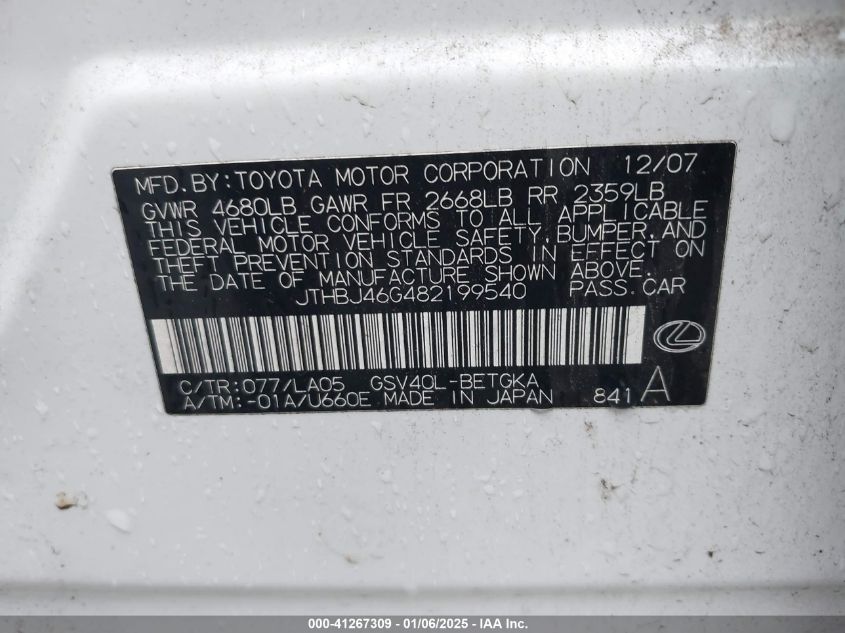 MFD. BY: TOYOTA MOTOR CORPORATION 12/07
GVWR 4680LB GAWR FR 2668LB RR 2359LB
THIS VEHICLE CONFORMS TO ALL APPLICABLE
FEDERAL MOTOR VEHICLE SAFETY, BUMPER, AND
THEFT PREVENTION STANDARDS IN EFFECT ON
THE DATE OF MANUFACTURE SHOWN ABOVE.
JTHBJ46G482199540 PASS. CAR
C/TR: 077/LA05 GSV40L-BETGKA
A/TM: -01A/U660E MADE IN JAPAN 841 A
000-41267309 - 01/06/2025 - IAA Inc.